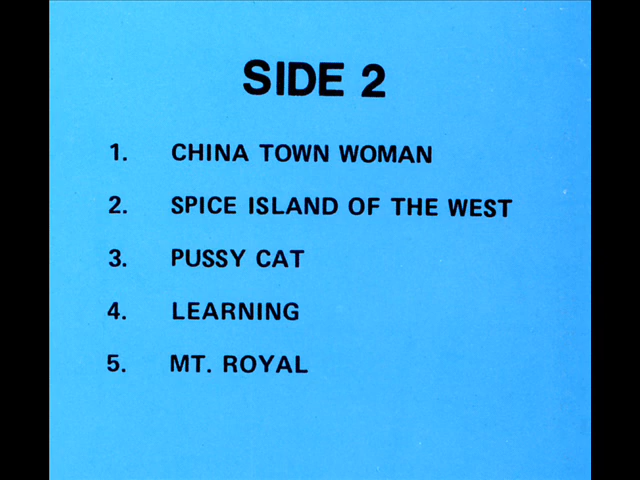 SIDE 2
1. CHINA TOWN WOMAN
2. SPICE ISLAND OF THE WEST
3. PUSSY CAT
4. LEARNING
5. MT. ROYAL